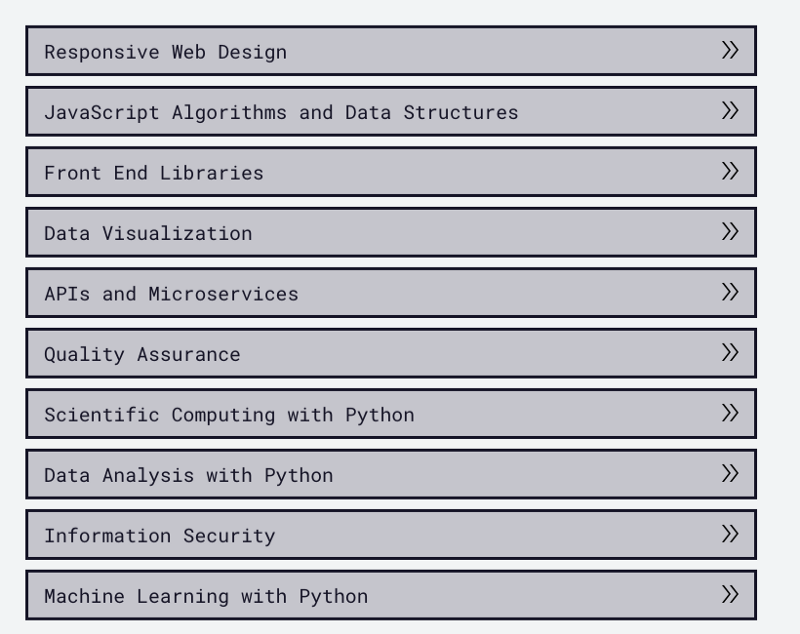 Responsive Web Design
JavaScript Algorithms and Data Structures
Front End Libraries
Data Visualization
APIs and Microservices
Quality Assurance
Scientific Computing with Python
Data Analysis with Python
Information Security
Machine Learning with Python